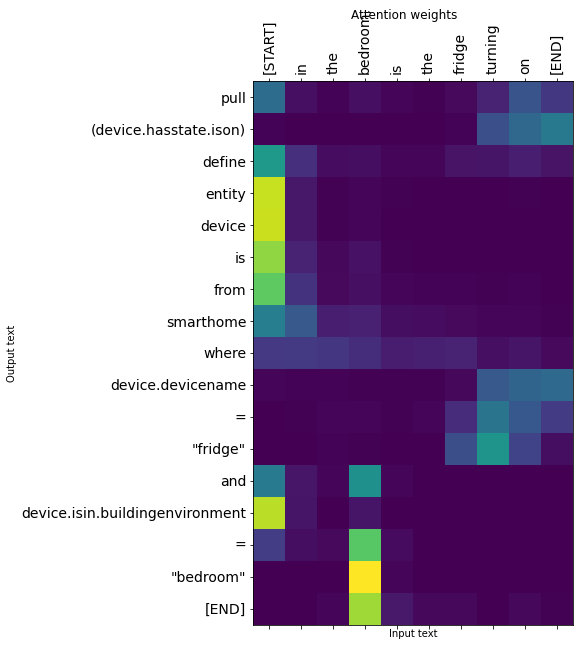 Attention weights
[START]
in
the
bedroom
is
the
fridge
turning
on
[END]
pull
(device.hasstate.ison)
define
entity
device
is
from
smarthome
where
device.devicename
=
"fridge"
and
device.isin.buildingenvironment
=
"bedroom"
[END]
Output text
Input text